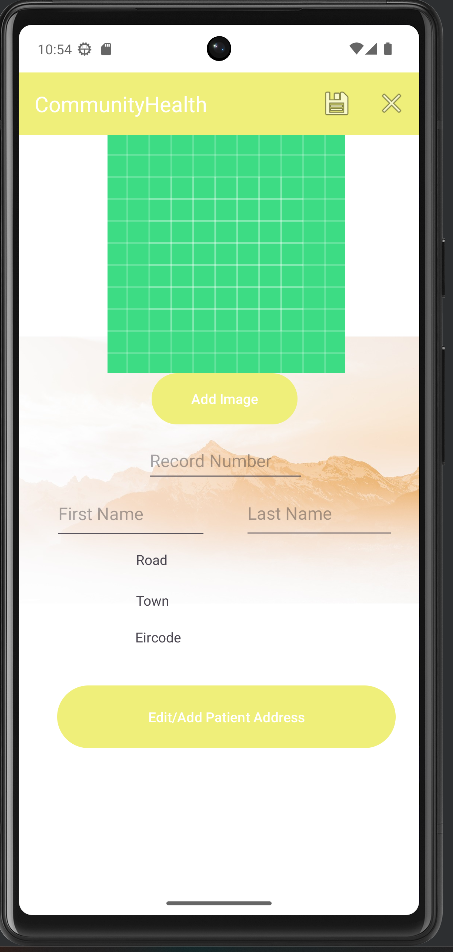 10:54
CommunityHealth
Add Image
Record Number
First Name Last Name
Road
Town
Eircode
Edit/Add Patient Address